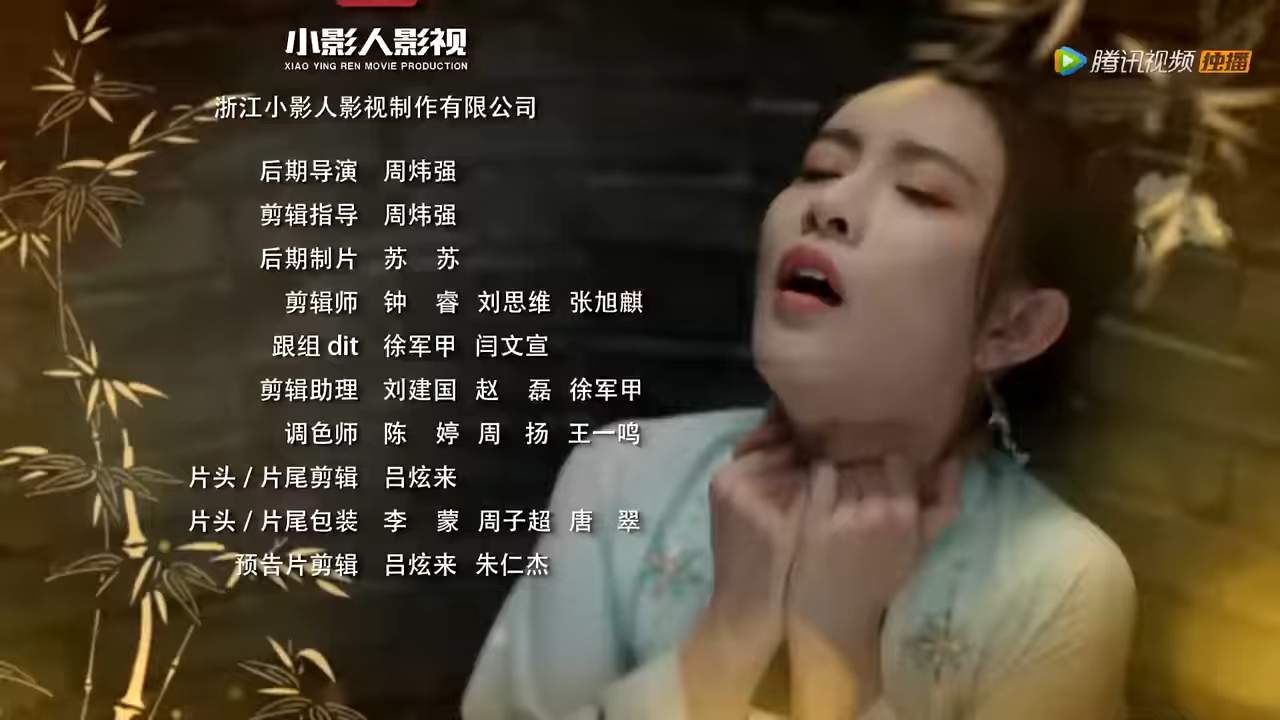 小影人影视
XIAO YING REN MOVIE PRODUCTION
腾讯视频 独播
浙江小影人影视制作有限公司
后期导演 周炜强
剪辑指导 周炜强
后期制片 苏 苏
剪辑师 钟 睿 刘思维 张旭麒
跟组 dit 徐军甲 闫文宣
剪辑助理 刘建国 赵 磊 徐军甲
调色师 陈 婷 周 扬 王一鸣
片头 / 片尾剪辑 吕炫来
片头 / 片尾包装 李 蒙 周子超 唐 翠
预告片剪辑 吕炫来 朱仁杰